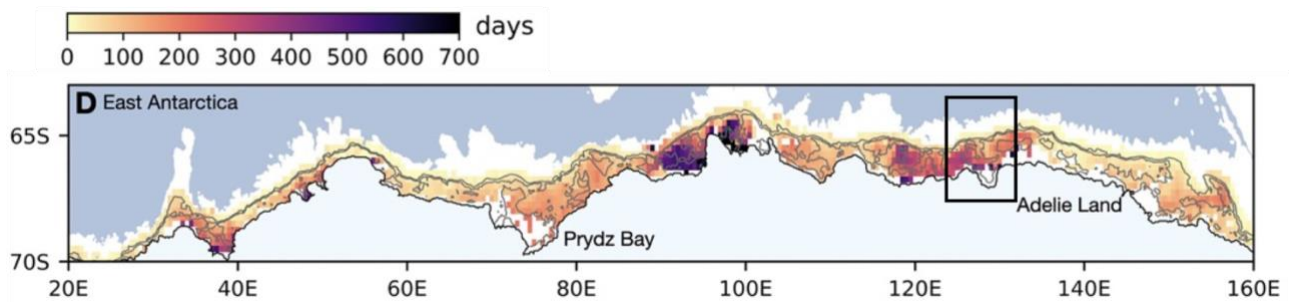 days
0 100 200 300 400 500 600 700
D East Antarctica
65S
Adelie Land
Prydz Bay
70S
20E 40E 60E 80E 100E 120E 140E 160E